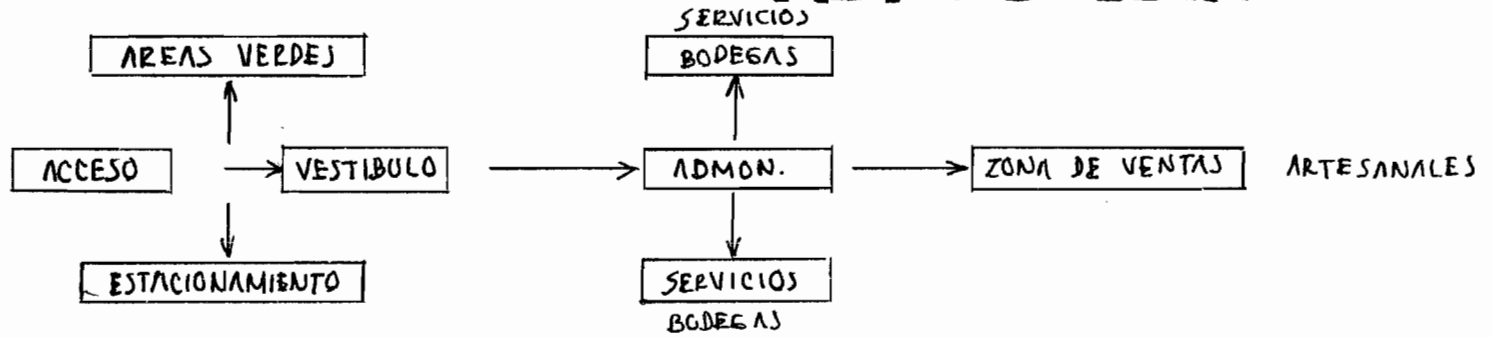 SERVICIOS
AREAS VERDES
BODEGAS
ACCESO
VESTIBULO
ADMON.
ZONA DE VENTAS
ARTESANALES
ESTACIONAMIENTO
SERVICIOS
BODEGAS